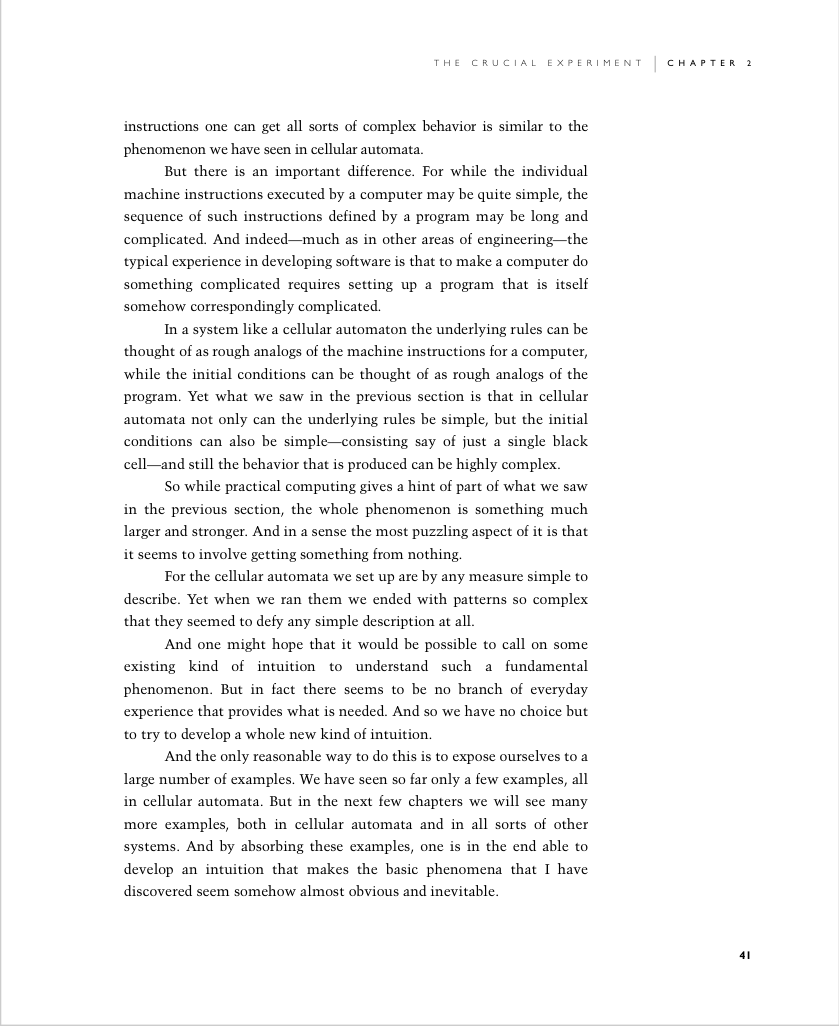 THE CRUCIAL EXPERIMENT | CHAPTER 2
instructions one can get all sorts of complex behavior is similar to the
phenomenon we have seen in cellular automata.
But there is an important difference. For while the individual
machine instructions executed by a computer may be quite simple, the
sequence of such instructions defined by a program may be long and
complicated. And indeed—much as in other areas of engineering—the
typical experience in developing software is that to make a computer do
something complicated requires setting up a program that is itself
somehow correspondingly complicated.
In a system like a cellular automaton the underlying rules can be
thought of as rough analogs of the machine instructions for a computer,
while the initial conditions can be thought of as rough analogs of the
program. Yet what we saw in the previous section is that in cellular
automata not only can the underlying rules be simple, but the initial
conditions can also be simple—consisting say of just a single black
cell—and still the behavior that is produced can be highly complex.
So while practical computing gives a hint of part of what we saw
in the previous section, the whole phenomenon is something much
larger and stronger. And in a sense the most puzzling aspect of it is that
it seems to involve getting something from nothing.
For the cellular automata we set up are by any measure simple to
describe. Yet when we ran them we ended with patterns so complex
that they seemed to defy any simple description at all.
And one might hope that it would be possible to call on some
existing kind of intuition to understand such a fundamental
phenomenon. But in fact there seems to be no branch of everyday
experience that provides what is needed. And so we have no choice but
to try to develop a whole new kind of intuition.
And the only reasonable way to do this is to expose ourselves to a
large number of examples. We have seen so far only a few examples, all
in cellular automata. But in the next few chapters we will see many
more examples, both in cellular automata and in all sorts of other
systems. And by absorbing these examples, one is in the end able to
develop an intuition that makes the basic phenomena that I have
discovered seem somehow almost obvious and inevitable.
41